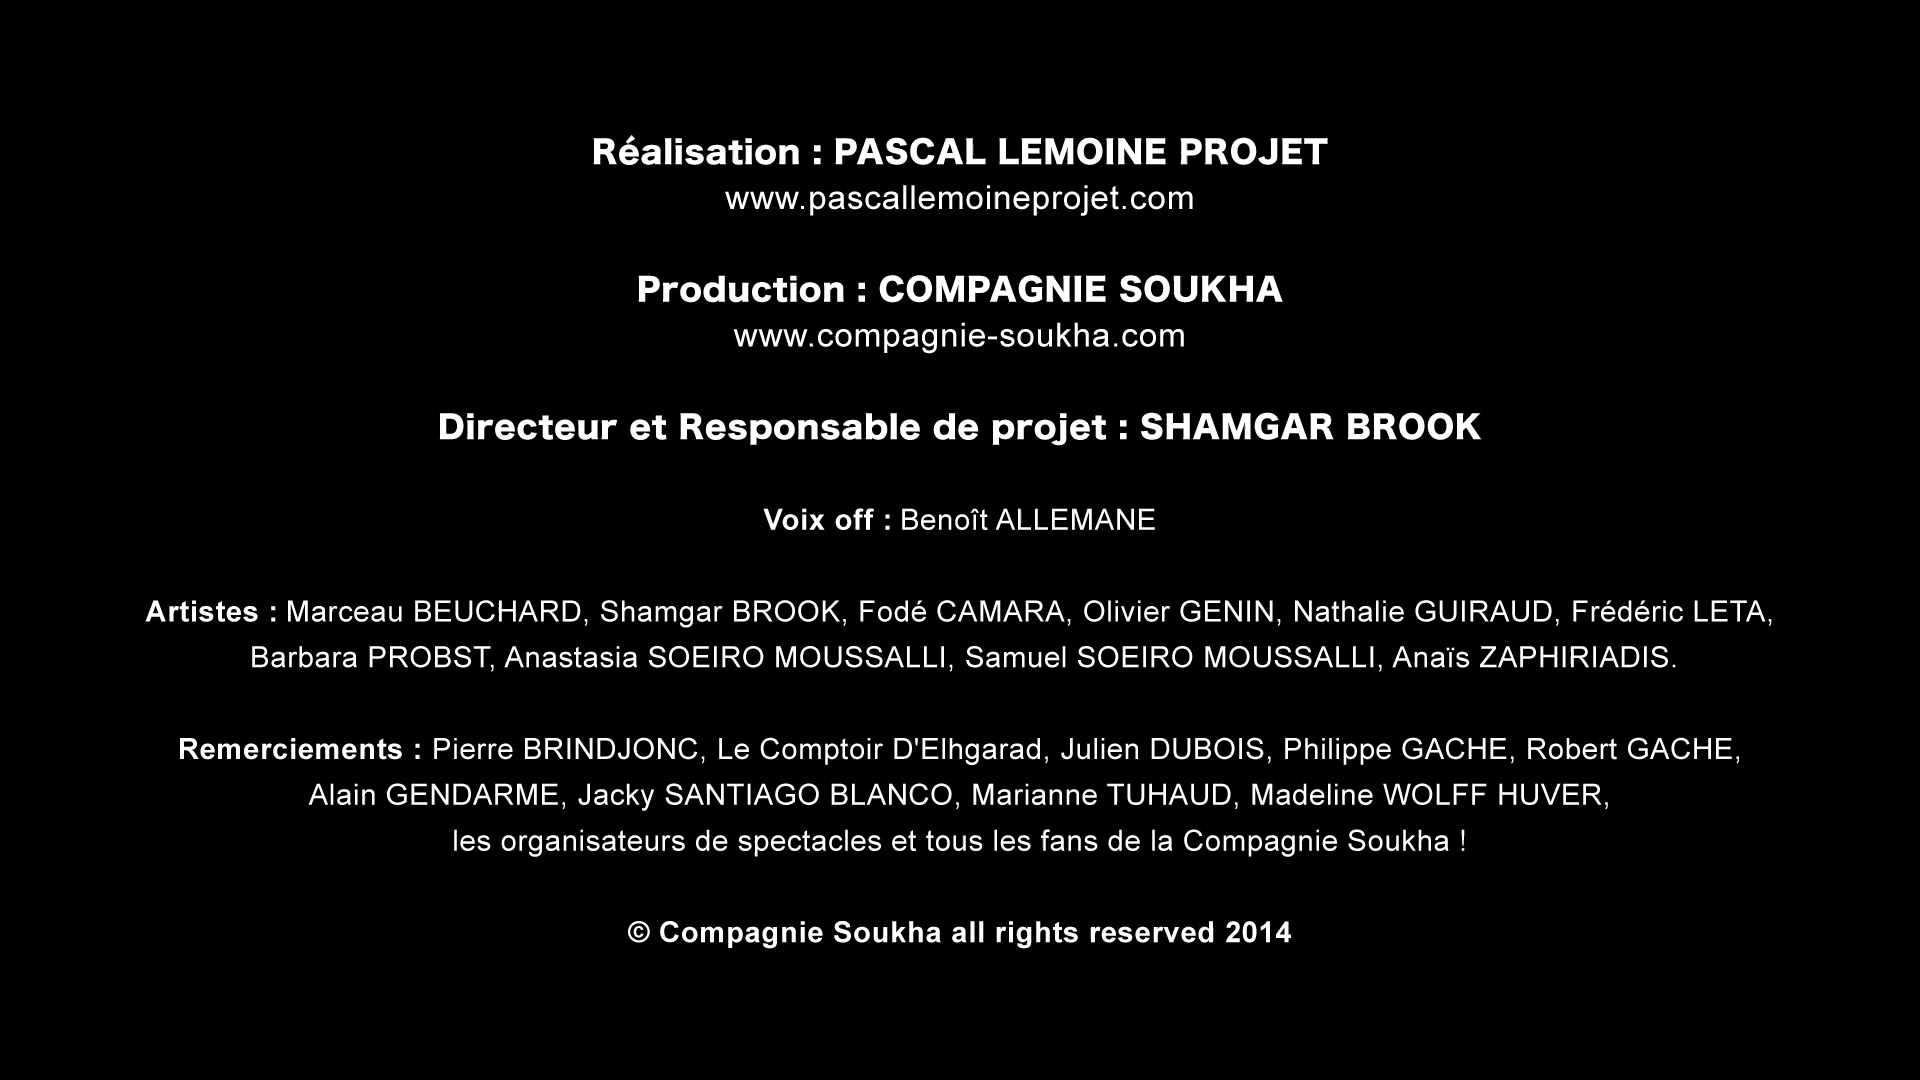 Réalisation : PASCAL LEMOINE PROJET
www.pascallemoineprojet.com
Production : COMPAGNIE SOUKHA
www.compagnie-soukha.com
Directeur et Responsable de projet : SHAMGAR BROOK
Voix off : Benoît ALLEMANE
Artistes : Marceau BEUCHARD, Shamgar BROOK, Fodé CAMARA, Olivier GENIN, Nathalie GUIRAUD, Frédéric LETA,
Barbara PROBST, Anastasia SOEIRO MOUSSALLI, Samuel SOEIRO MOUSSALLI, Anaïs ZAPHIRIADIS.
Remerciements : Pierre BRINDJONC, Le Comptoir D'Elhgarad, Julien DUBOIS, Philippe GACHE, Robert GACHE,
Alain GENDARME, Jacky SANTIAGO BLANCO, Marianne TUHAUD, Madeline WOLFF HUVER,
les organisateurs de spectacles et tous les fans de la Compagnie Soukha !
© Compagnie Soukha all rights reserved 2014